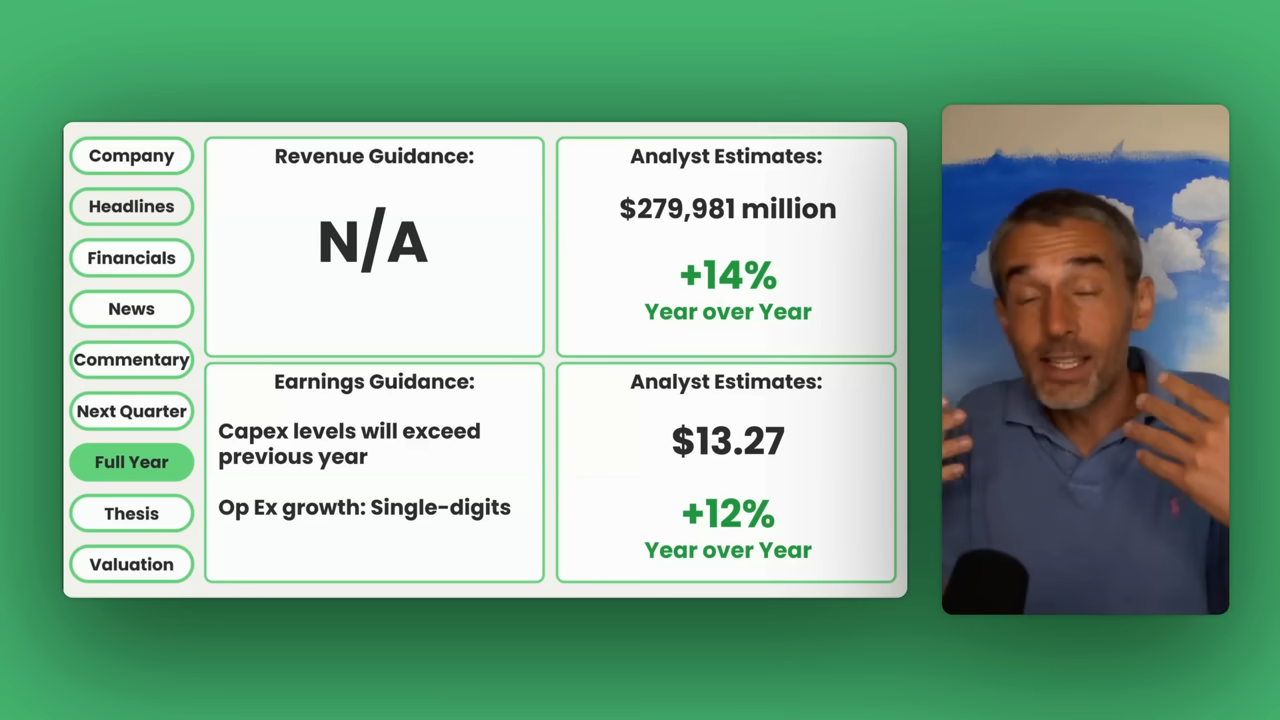 Company
Headlines
Financials
News
Commentary
Next Quarter
Full Year
Thesis
Valuation
Revenue Guidance:
N/A
Analyst Estimates:
$279,981 million
+14%
Year over Year
Earnings Guidance:
Capex levels will exceed
previous year
Op Ex growth: Single-digits
Analyst Estimates:
$13.27
+12%
Year over Year